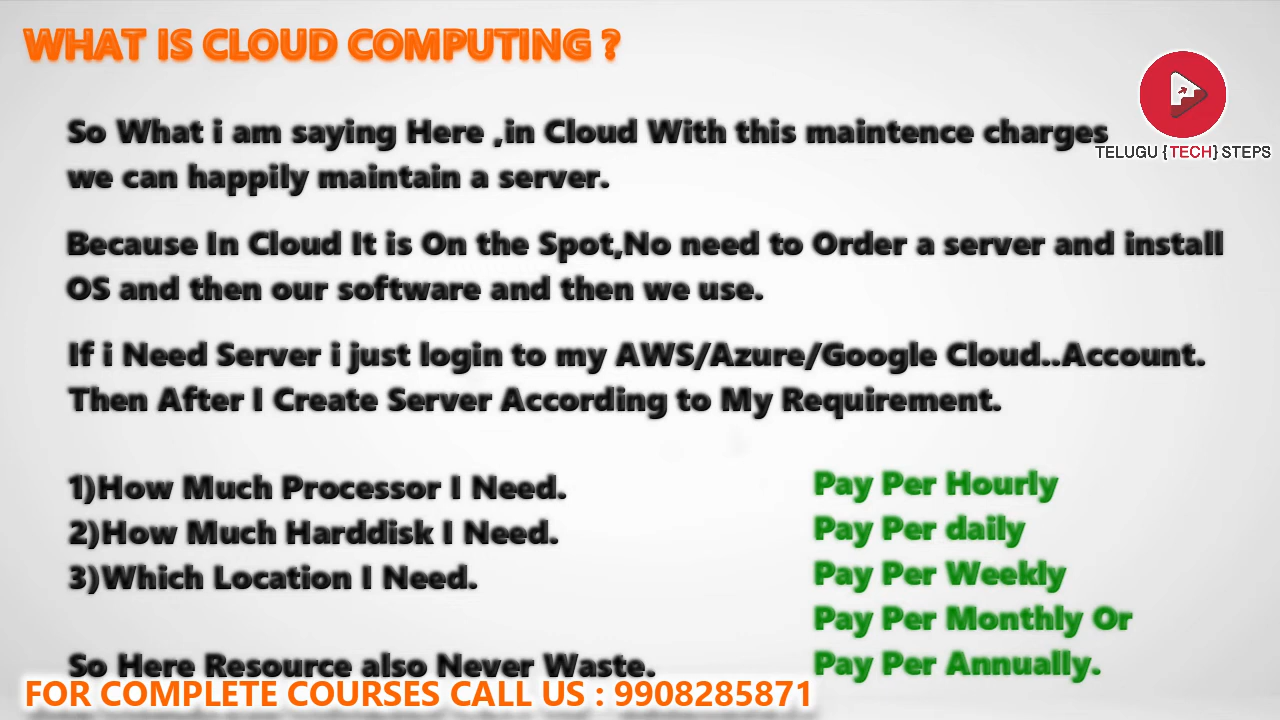 WHAT IS CLOUD COMPUTING ?
So What i am saying Here ,in Cloud With this maintence charges
we can happily maintain a server.
TELUGU {TECH} STEPS
Because In Cloud It is On the Spot,No need to Order a server and install
OS and then our software and then we use.
If i Need Server i just login to my AWS/Azure/Google Cloud..Account.
Then After I Create Server According to My Requirement.
1)How Much Processor I Need.
2)How Much Harddisk I Need.
3)Which Location I Need.
Pay Per Hourly
Pay Per daily
Pay Per Weekly
Pay Per Monthly Or
Pay Per Annually.
So Here Resource also Never Waste.
FOR COMPLETE COURSES CALL US : 9908285871